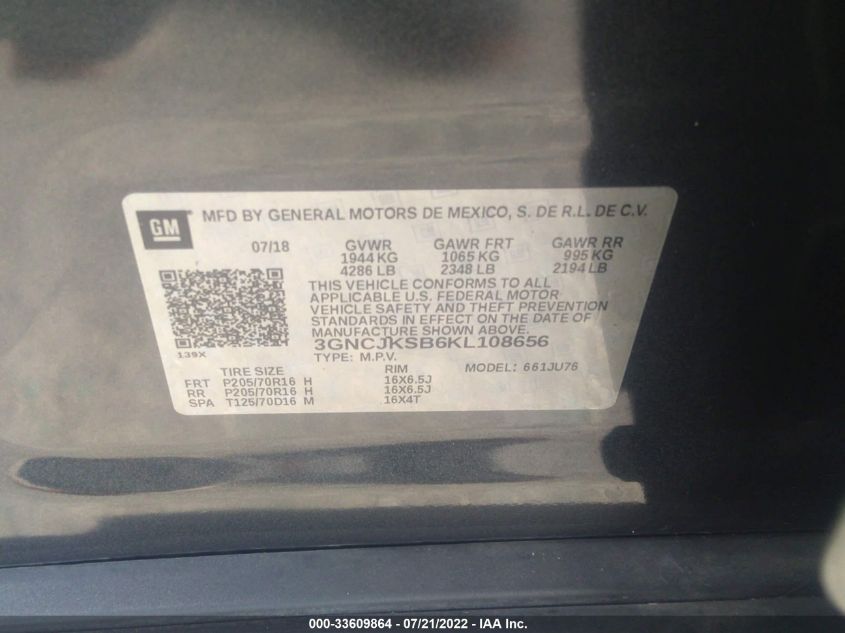 GM
MFD BY GENERAL MOTORS DE MEXICO, S. DE R.L. DE C.V.
07/18 GVWR GAWR FRT GAWR RR
1944 KG 1065 KG 995 KG
4286 LB 2348 LB 2194 LB
THIS VEHICLE CONFORMS TO ALL
APPLICABLE U.S. FEDERAL MOTOR
VEHICLE SAFETY AND THEFT PREVENTION
STANDARDS IN EFFECT ON THE DATE OF
MANUFACTURE SHOWN ABOVE.
3GNCJKSB6KL108656
139X
TYPE: M.P.V. MODEL: 661JU76
TIRE SIZE RIM
FRT P205/70R16 H 16X6.5J
RR P205/70R16 H 16X6.5J
SPA T125/70D16 M 16X4T
000-33609864 - 07/21/2022 - IAA Inc.